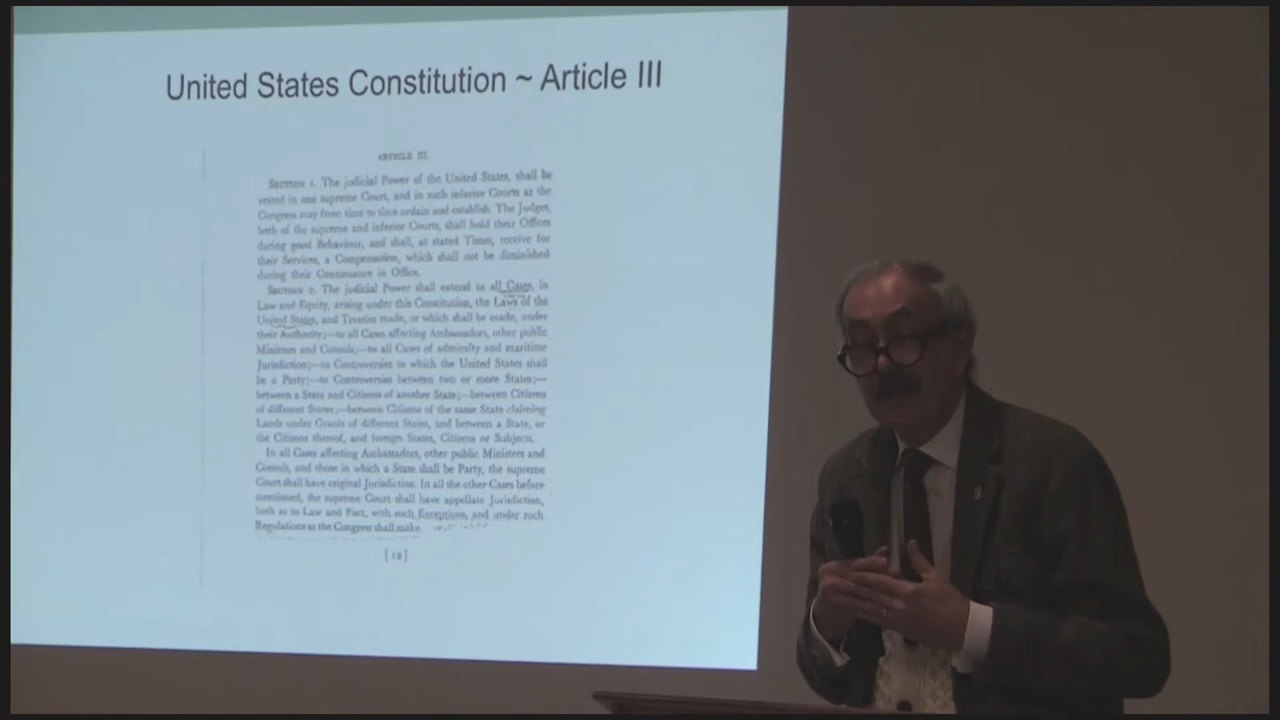 United States Constitution ~ Article III
ARTICLE III.
SECTION 1. The judicial Power of the United States, shall be
vested in one supreme Court, and in such inferior Courts as the
Congress may from time to time ordain and establish. The Judges,
both of the supreme and inferior Courts, shall hold their Offices
during good Behaviour, and shall, at stated Times, receive for
their Services, a Compensation, which shall not be diminished
during their Continuance in Office.
SECTION 2. The judicial Power shall extend to all Cases, in
Law and Equity, arising under this Constitution, the Laws of the
United States, and Treaties made, or which shall be made, under
their Authority;—to all Cases affecting Ambassadors, other public
Ministers and Consuls;—to all Cases of admiralty and maritime
Jurisdiction;—to Controversies to which the United States shall
be a Party;—to Controversies between two or more States;—
between a State and Citizens of another State;—between Citizens
of different States;—between Citizens of the same State claiming
Lands under Grants of different States, and between a State, or
the Citizens thereof, and foreign States, Citizens or Subjects.
In all Cases affecting Ambassadors, other public Ministers and
Consuls, and those in which a State shall be Party, the supreme
Court shall have original Jurisdiction. In all the other Cases before
mentioned, the supreme Court shall have appellate Jurisdiction,
both as to Law and Fact, with such Exceptions, and under such
Regulations as the Congress shall make.
[12]